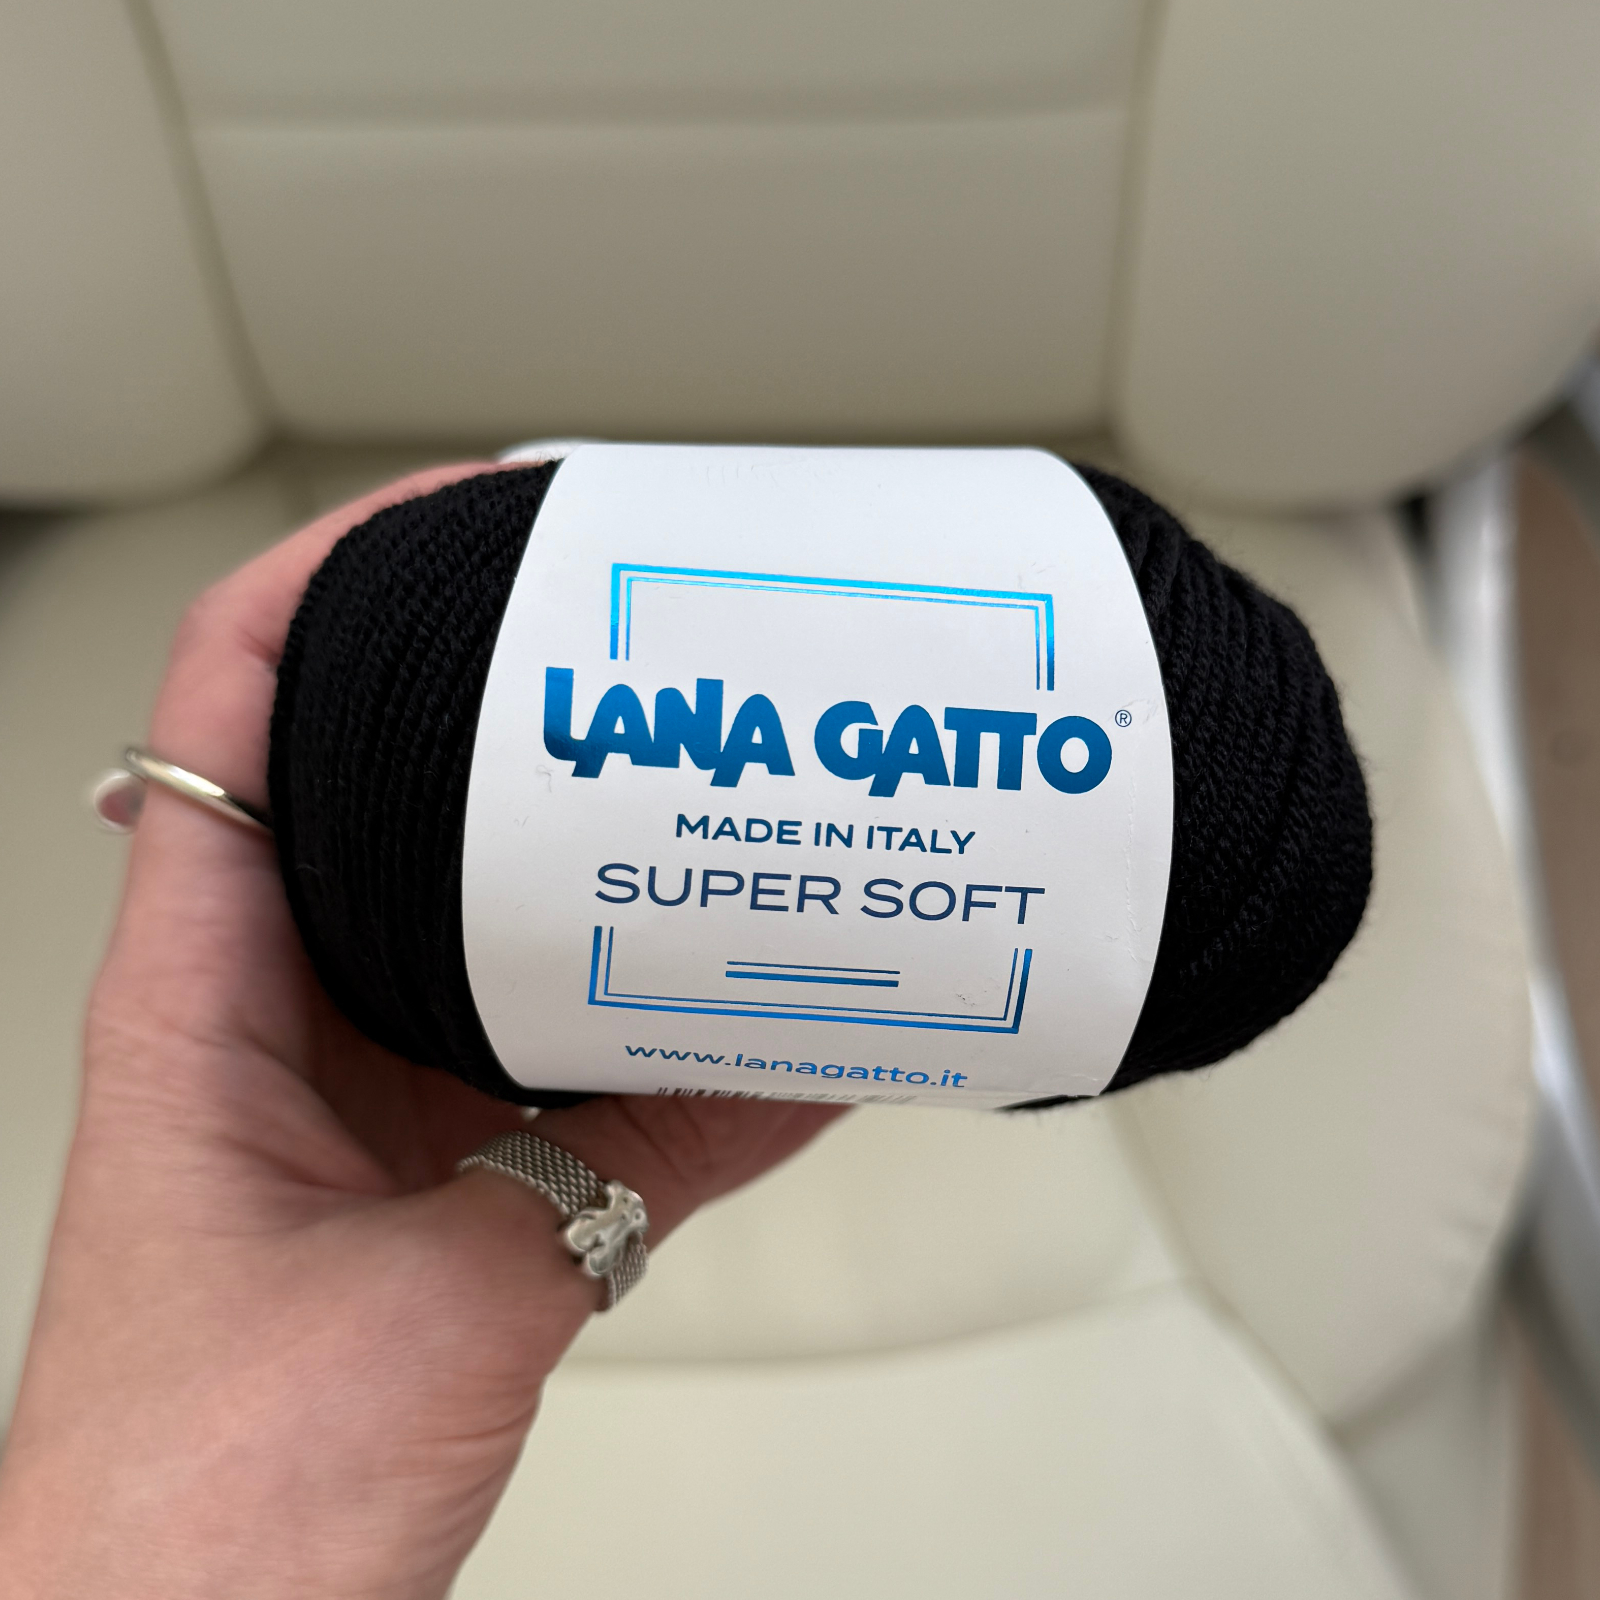 LANA GATTO®
MADE IN ITALY
SUPER SOFT
www.lanagatto.it